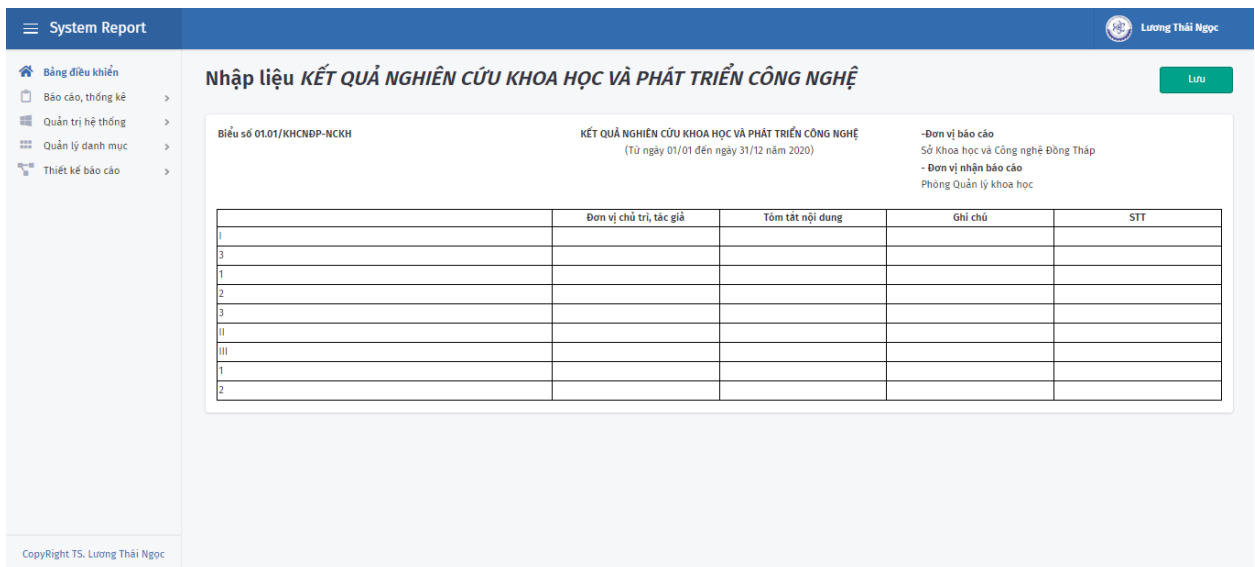 System Report
Lương Thái Ngọc
Bảng điều khiển
Báo cáo, thống kê
Quản trị hệ thống
Quản lý danh mục
Thiết kế báo cáo
CopyRight TS. Lương Thái Ngọc
Nhập liệu KẾT QUẢ NGHIÊN CỨU KHOA HỌC VÀ PHÁT TRIỂN CÔNG NGHỆ
Lưu
Biểu số 01.01/KHCNĐP-NCKH
KẾT QUẢ NGHIÊN CỨU KHOA HỌC VÀ PHÁT TRIỂN CÔNG NGHỆ
(Từ ngày 01/01 đến ngày 31/12 năm 2020)
-Đơn vị báo cáo
Sở Khoa học và Công nghệ Đồng Tháp
- Đơn vị nhận báo cáo
Phòng Quản lý khoa học
Đơn vị chủ trì, tác giả Tóm tắt nội dung Ghi chú STT
I
3
1
2
3
II
III
1
2